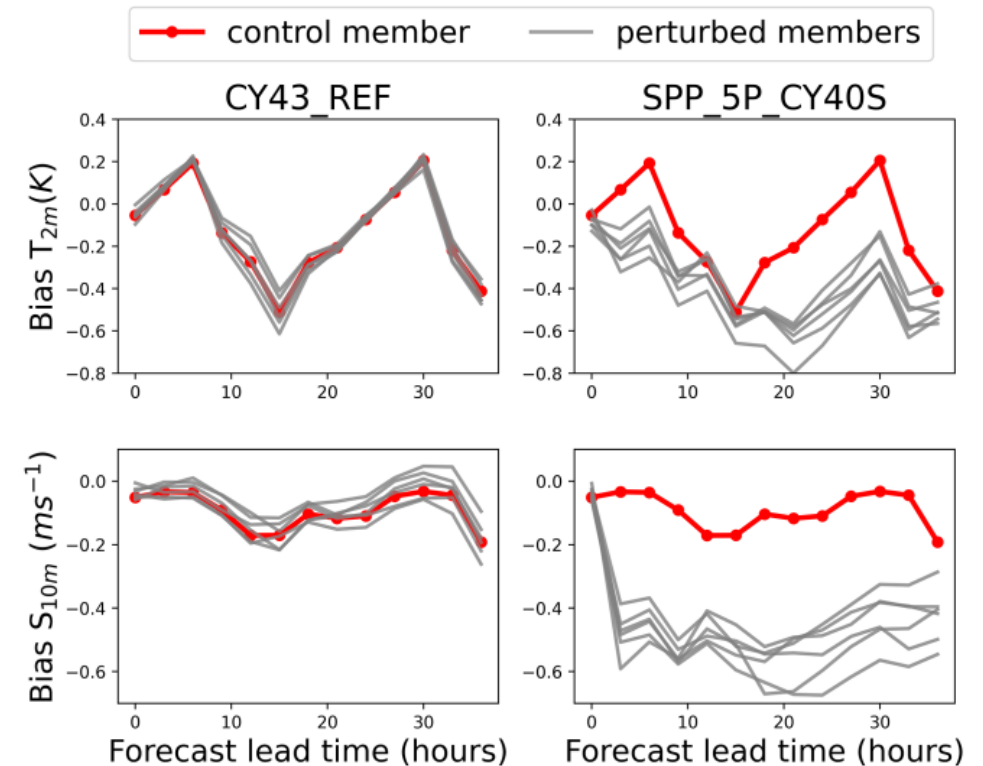 control member perturbed members
CY43_REF SPP_5P_CY40S
Bias T₂ₘ(K)
0.4
0.2
0.0
−0.2
−0.4
−0.6
−0.8
0 10 20 30
0.4
0.2
0.0
−0.2
−0.4
−0.6
−0.8
0 10 20 30
Bias S₁₀ₘ (ms⁻¹)
0.0
−0.2
−0.4
−0.6
0 10 20 30
Forecast lead time (hours)
0.0
−0.2
−0.4
−0.6
0 10 20 30
Forecast lead time (hours)